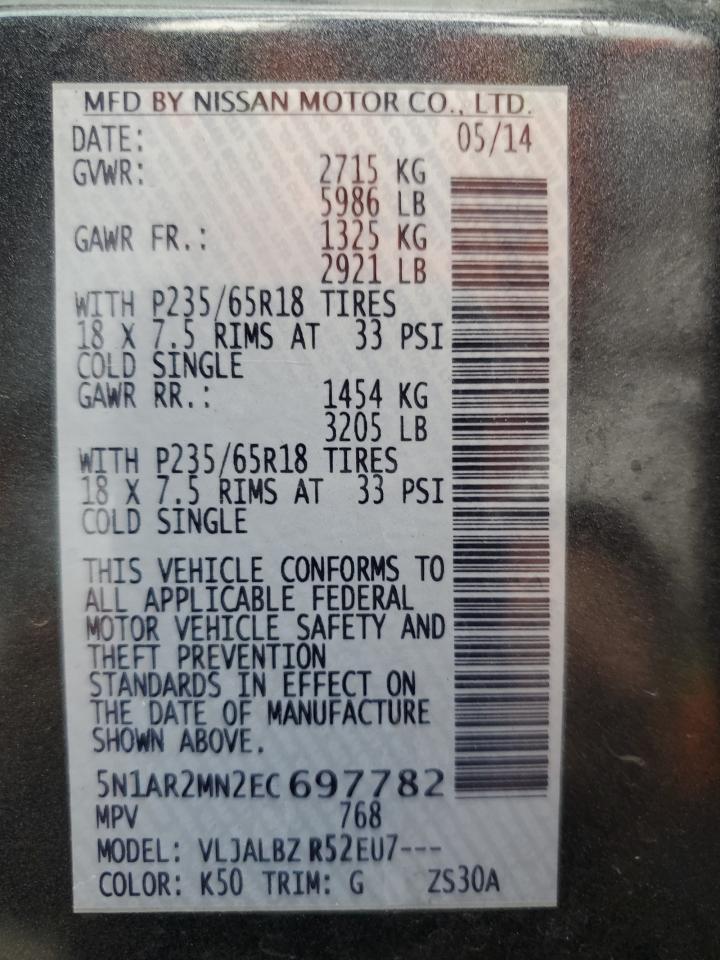 MFD BY NISSAN MOTOR CO., LTD.
DATE: 05/14
GVWR: 2715 KG
5986 LB
GAWR FR.: 1325 KG
2921 LB
WITH P235/65R18 TIRES
18 X 7.5 RIMS AT 33 PSI
COLD SINGLE
GAWR RR.: 1454 KG
3205 LB
WITH P235/65R18 TIRES
18 X 7.5 RIMS AT 33 PSI
COLD SINGLE
THIS VEHICLE CONFORMS TO
ALL APPLICABLE FEDERAL
MOTOR VEHICLE SAFETY AND
THEFT PREVENTION
STANDARDS IN EFFECT ON
THE DATE OF MANUFACTURE
SHOWN ABOVE.
5N1AR2MN2EC697782
MPV 768
MODEL: VLJALBZ R52EU7---
COLOR: K50 TRIM: G ZS30A